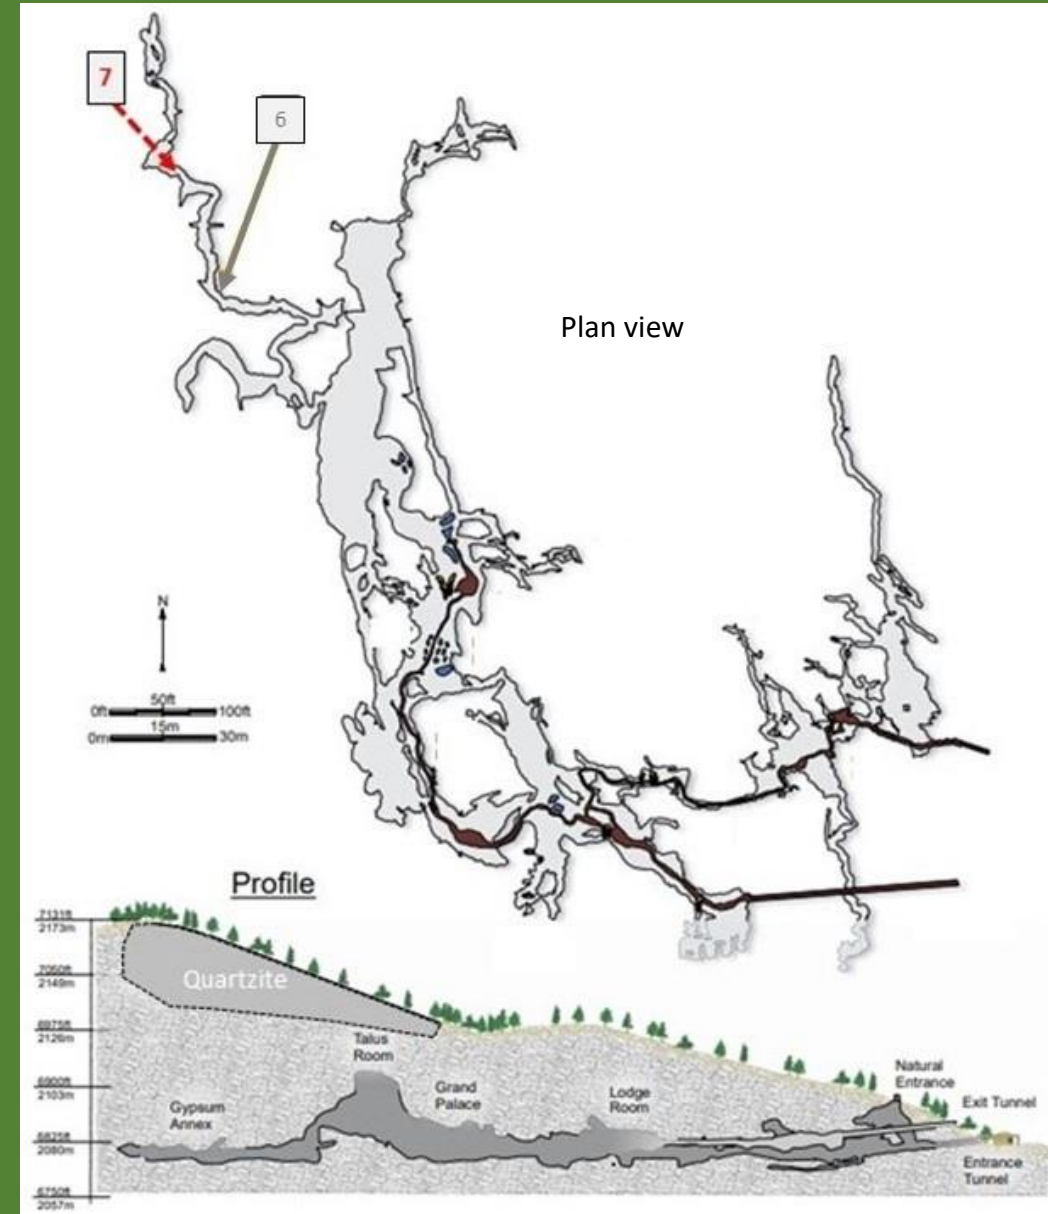 7
6
Plan view
N
50ft
0ft 100ft
15m
0m 30m
Profile
7131ft
2173m
7050ft
2149m
Quartzite
6975ft
2126m
Talus
Room
6900ft
2103m
Natural
Entrance
Grand
Palace
Lodge
Room
Exit Tunnel
Gypsum
Annex
6825ft
2080m
Entrance
Tunnel
6750ft
2057m